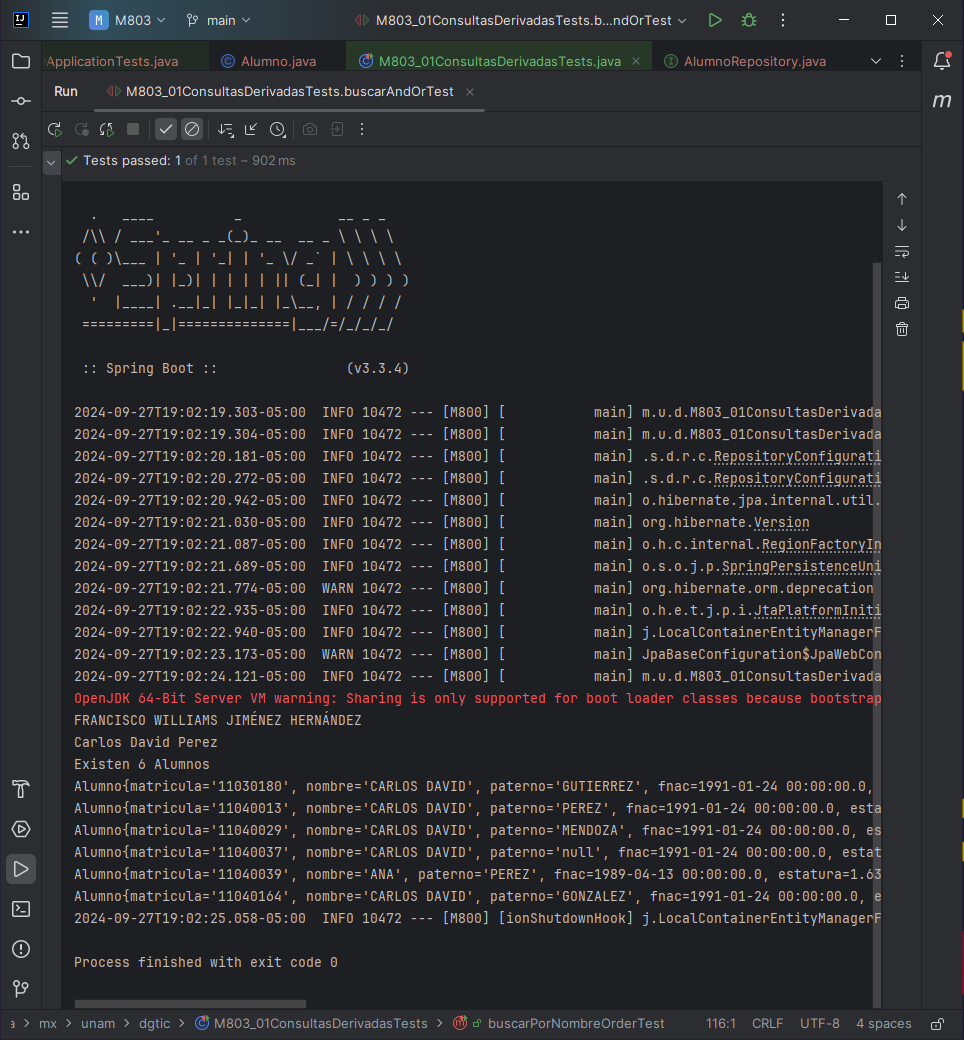 M M803 main M803_01ConsultasDerivadasTests.b...ndOrTest
ApplicationTests.java Alumno.java M803_01ConsultasDerivadasTests.java AlumnoRepository.java
Run M803_01ConsultasDerivadasTests.buscarAndOrTest
Tests passed: 1 of 1 test – 902 ms
  .   ____          _            __ _ _
 /\\ / ___'_ __ _ _(_)_ __  __ _ \ \ \ \
( ( )\___ | '_ | '_| | '_ \/ _` | \ \ \ \
 \\/  ___)| |_)| | | | | || (_| |  ) ) ) )
  '  |____| .__|_| |_|_| |_\__, | / / / /
 =========|_|==============|___/=/_/_/_/
:: Spring Boot :: (v3.3.4)
2024-09-27T19:02:19.303-05:00 INFO 10472 --- [M800] [ main] m.u.d.M803_01ConsultasDerivada
2024-09-27T19:02:19.304-05:00 INFO 10472 --- [M800] [ main] m.u.d.M803_01ConsultasDerivada
2024-09-27T19:02:20.181-05:00 INFO 10472 --- [M800] [ main] .s.d.r.c.RepositoryConfigurati
2024-09-27T19:02:20.272-05:00 INFO 10472 --- [M800] [ main] .s.d.r.c.RepositoryConfigurati
2024-09-27T19:02:20.942-05:00 INFO 10472 --- [M800] [ main] o.hibernate.jpa.internal.util.
2024-09-27T19:02:21.030-05:00 INFO 10472 --- [M800] [ main] org.hibernate.Version
2024-09-27T19:02:21.087-05:00 INFO 10472 --- [M800] [ main] o.h.c.internal.RegionFactoryIn
2024-09-27T19:02:21.689-05:00 INFO 10472 --- [M800] [ main] o.s.o.j.p.SpringPersistenceUni
2024-09-27T19:02:21.774-05:00 WARN 10472 --- [M800] [ main] org.hibernate.orm.deprecation
2024-09-27T19:02:22.935-05:00 INFO 10472 --- [M800] [ main] o.h.e.t.j.p.i.JtaPlatformIniti
2024-09-27T19:02:22.940-05:00 INFO 10472 --- [M800] [ main] j.LocalContainerEntityManagerF
2024-09-27T19:02:23.173-05:00 WARN 10472 --- [M800] [ main] JpaBaseConfiguration$JpaWebCon
2024-09-27T19:02:24.121-05:00 INFO 10472 --- [M800] [ main] m.u.d.M803_01ConsultasDerivada
OpenJDK 64-Bit Server VM warning: Sharing is only supported for boot loader classes because bootstrap
FRANCISCO WILLIAMS JIMÉNEZ HERNÁNDEZ
Carlos David Perez
Existen 6 Alumnos
Alumno{matricula='11030180', nombre='CARLOS DAVID', paterno='GUTIERREZ', fnac=1991-01-24 00:00:00.0,
Alumno{matricula='11040013', nombre='CARLOS DAVID', paterno='PEREZ', fnac=1991-01-24 00:00:00.0, esta
Alumno{matricula='11040029', nombre='CARLOS DAVID', paterno='MENDOZA', fnac=1991-01-24 00:00:00.0, es
Alumno{matricula='11040037', nombre='CARLOS DAVID', paterno='null', fnac=1991-01-24 00:00:00.0, estat
Alumno{matricula='11040039', nombre='ANA', paterno='PEREZ', fnac=1989-04-13 00:00:00.0, estatura=1.63
Alumno{matricula='11040164', nombre='CARLOS DAVID', paterno='GONZALEZ', fnac=1991-01-24 00:00:00.0, e
2024-09-27T19:02:25.058-05:00 INFO 10472 --- [M800] [ionShutdownHook] j.LocalContainerEntityManagerF
Process finished with exit code 0
a > mx > unam > dgtic > M803_01ConsultasDerivadasTests > buscarPorNombreOrderTest 116:1 CRLF UTF-8 4 spaces